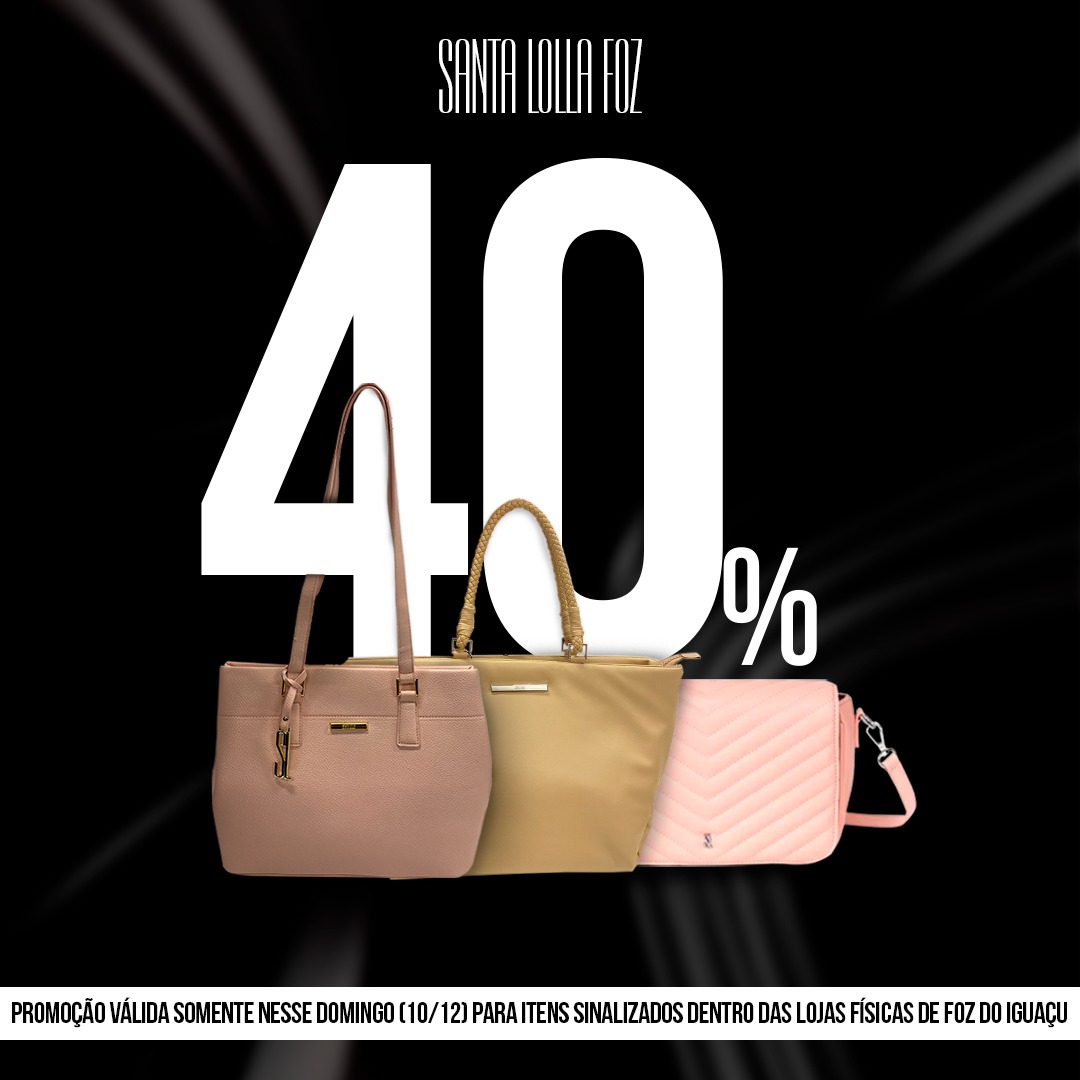 SANTA LOLLA FOZ
40%
SL
PROMOÇÃO VÁLIDA SOMENTE NESSE DOMINGO (10/12) PARA ITENS SINALIZADOS DENTRO DAS LOJAS FÍSICAS DE FOZ DO IGUAÇU